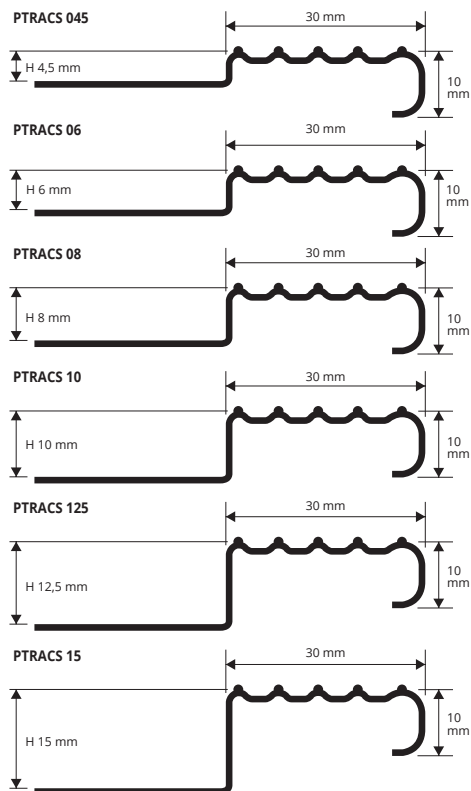 PTRACS 045
30 mm
H 4,5 mm
10
mm
PTRACS 06
30 mm
H 6 mm
10
mm
PTRACS 08
30 mm
H 8 mm
10
mm
PTRACS 10
30 mm
H 10 mm
10
mm
PTRACS 125
30 mm
H 12,5 mm
10
mm
PTRACS 15
30 mm
H 15 mm
10
mm